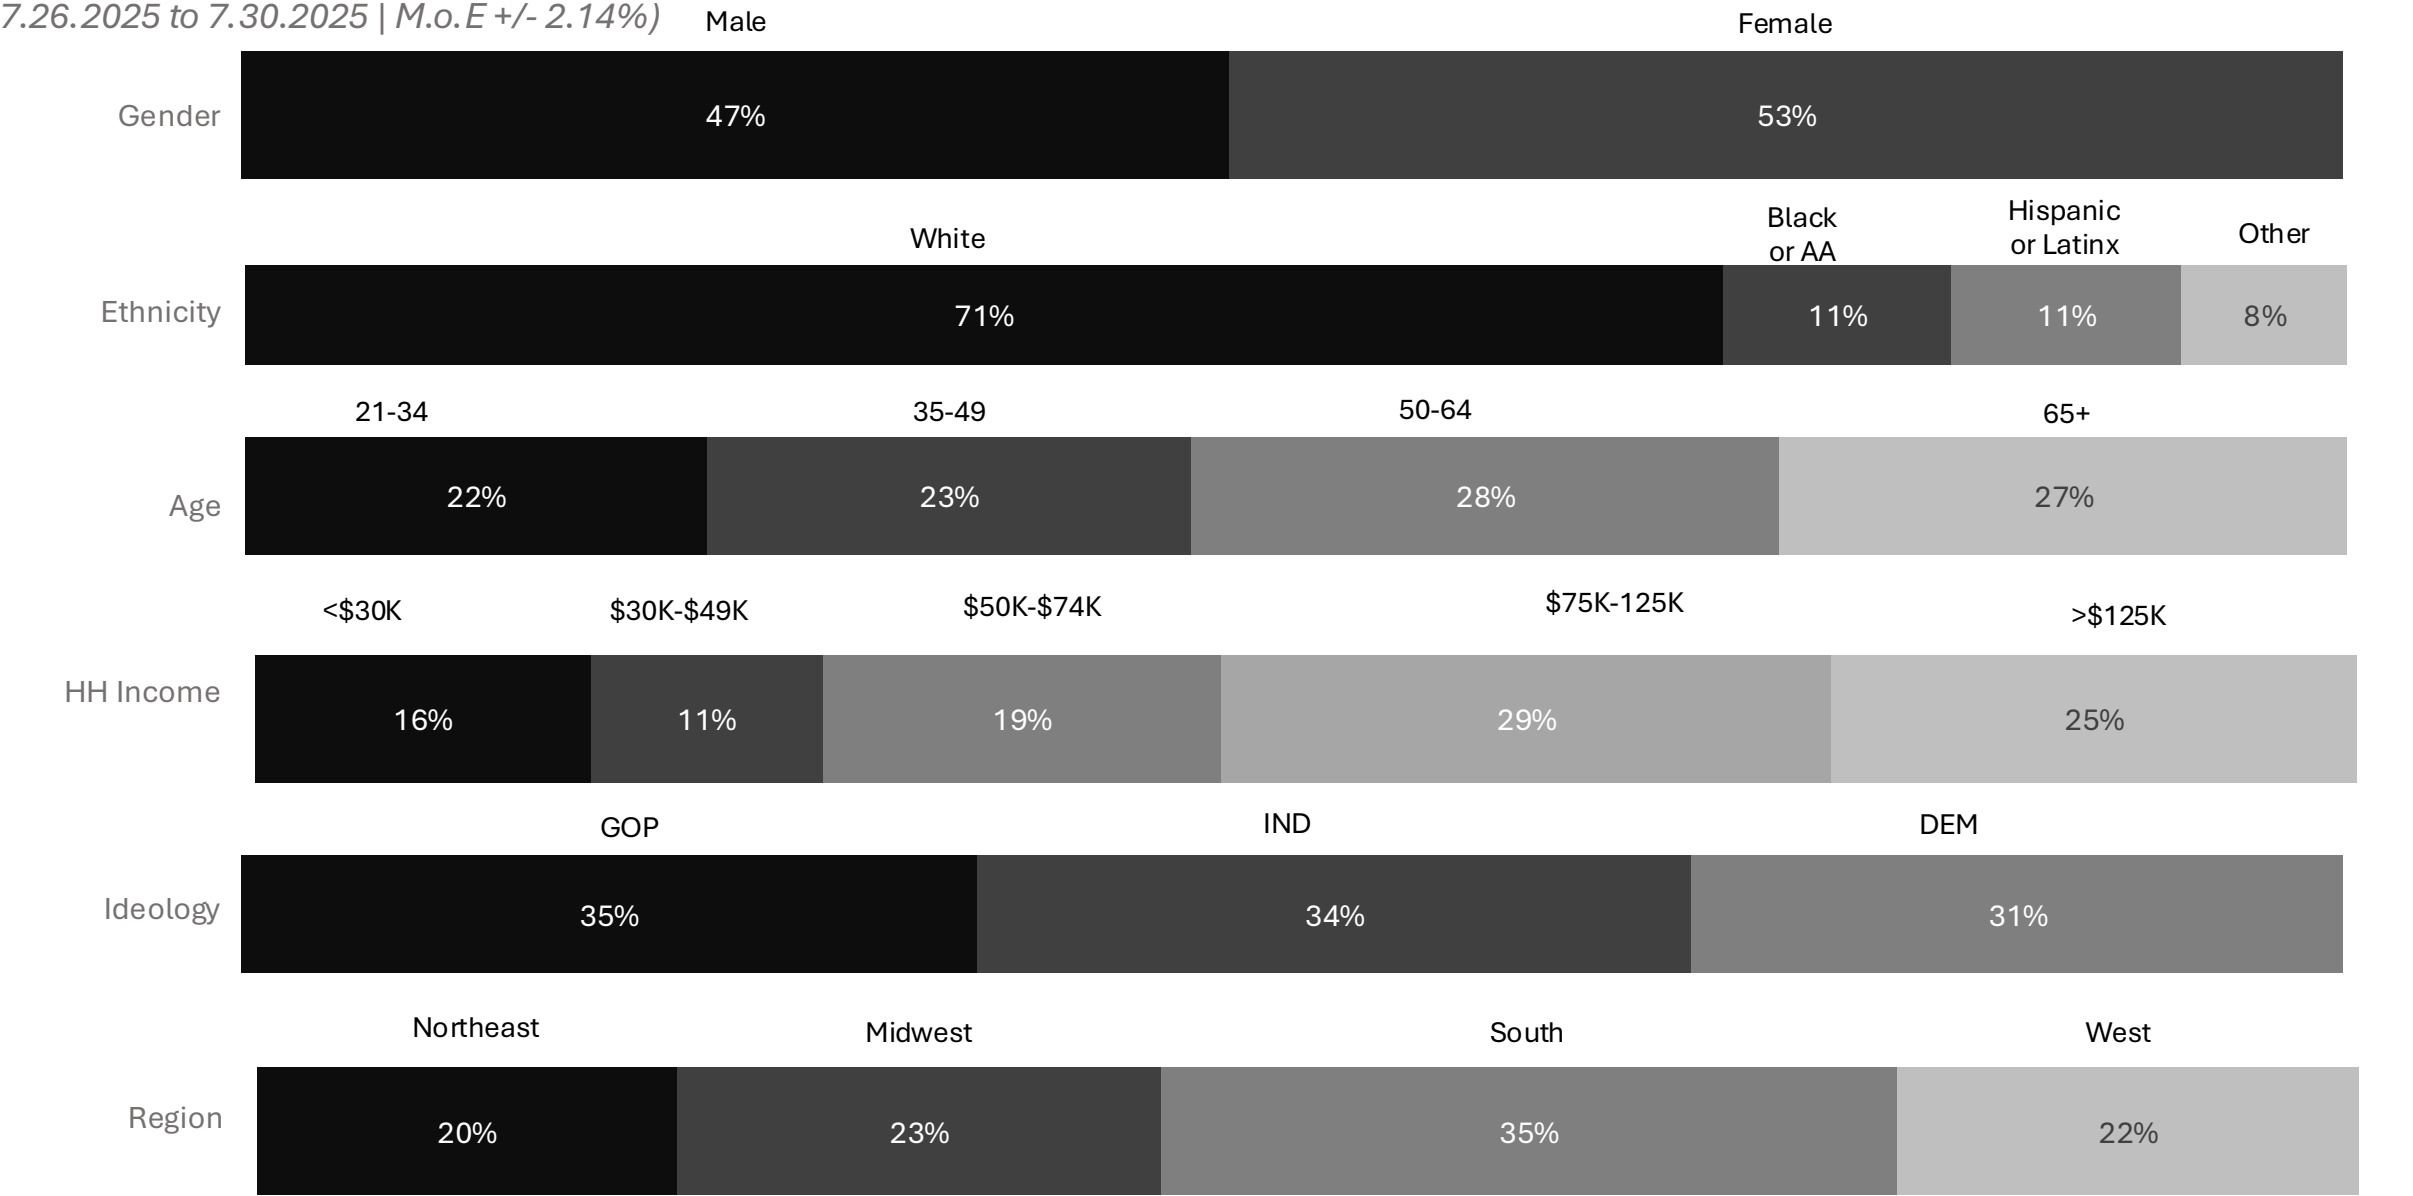 7.26.2025 to 7.30.2025 | M.o.E +/- 2.14%)
Male Female
Gender 47% 53%
White Black or AA Hispanic or Latinx Other
Ethnicity 71% 11% 11% 8%
21-34 35-49 50-64 65+
Age 22% 23% 28% 27%
<$30K $30K-$49K $50K-$74K $75K-125K >$125K
HH Income 16% 11% 19% 29% 25%
GOP IND DEM
Ideology 35% 34% 31%
Northeast Midwest South West
Region 20% 23% 35% 22%